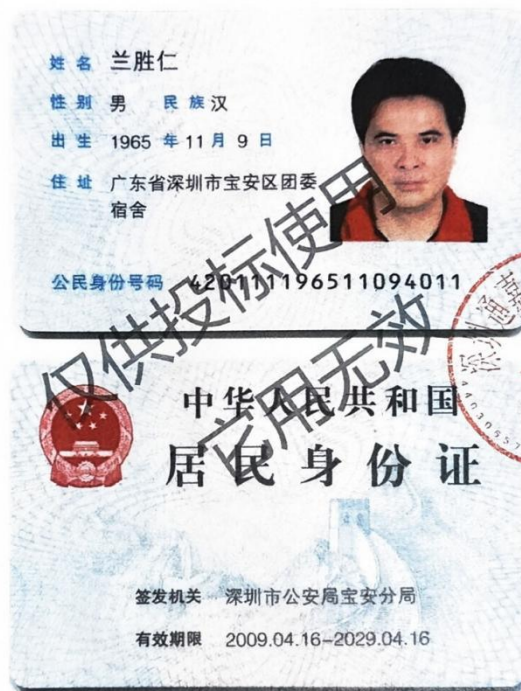 姓名 兰胜仁
性别 男 民族 汉
出生 1965 年 11 月 9 日
住址 广东省深圳市宝安区团委
宿舍
公民身份号码 420111196511094011
仅供投标使用
它用无效
中华人民共和国
居民身份证
签发机关 深圳市公安局宝安分局
有效期限 2009.04.16-2029.04.16
深圳通